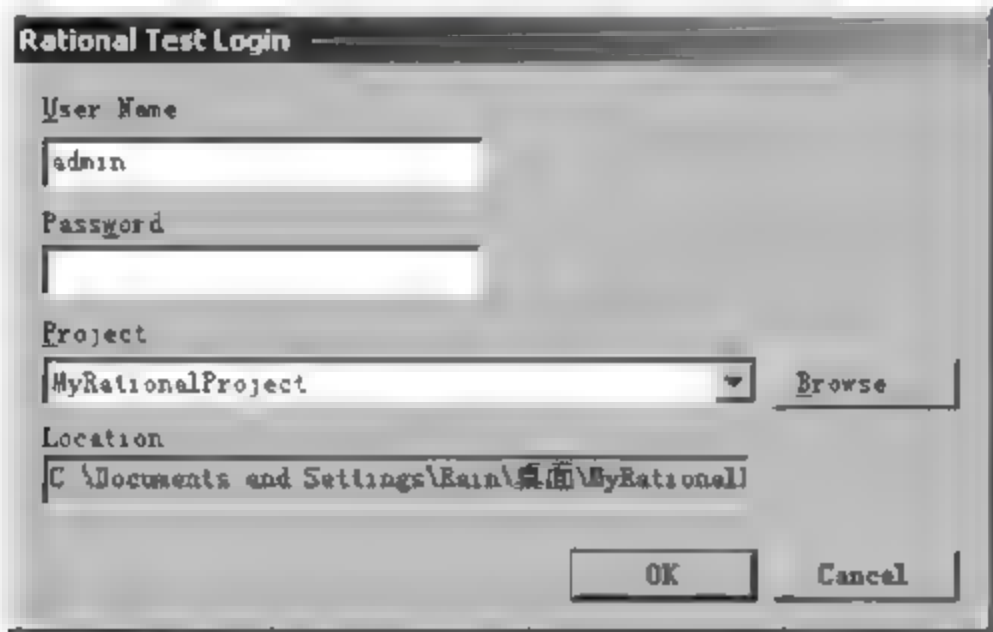 Rational Test Login
User Name
admin
Password
Project
MyRationalProject
Browse
Location
C \Documents and Settings\Rain\桌面\MyRational
OK
Cancel